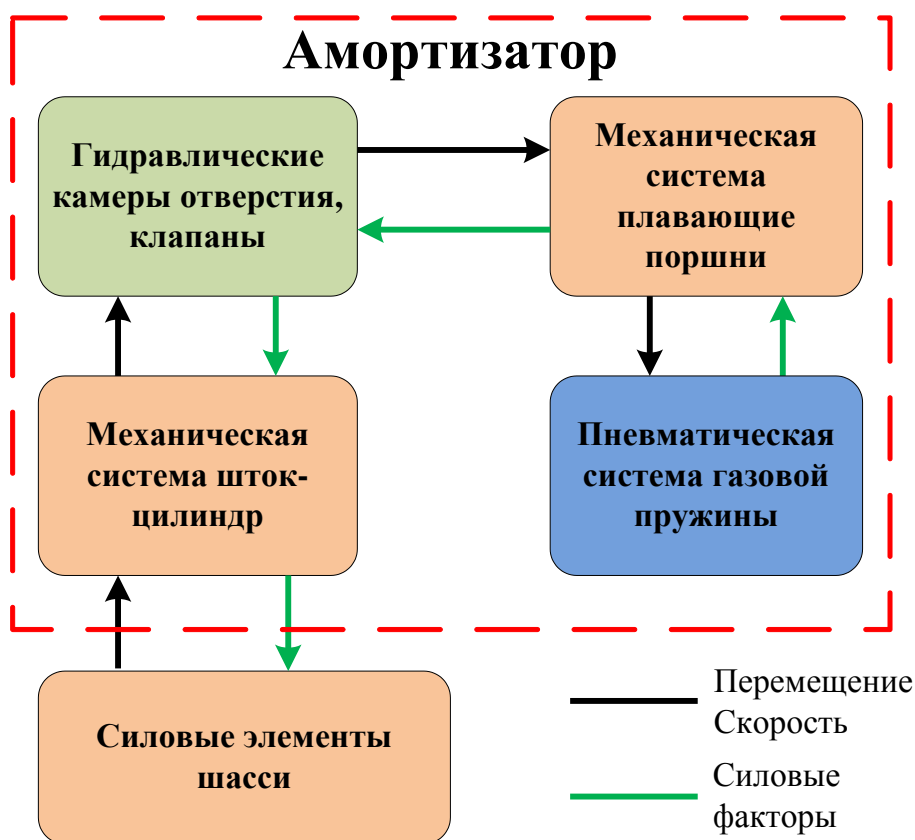 Амортизатор
Гидравлические
камеры отверстия,
клапаны
Механическая
система
плавающие
поршни
Механическая
система шток-
цилиндр
Пневматическая
система газовой
пружины
Силовые элементы
шасси
Перемещение
Скорость
Силовые
факторы